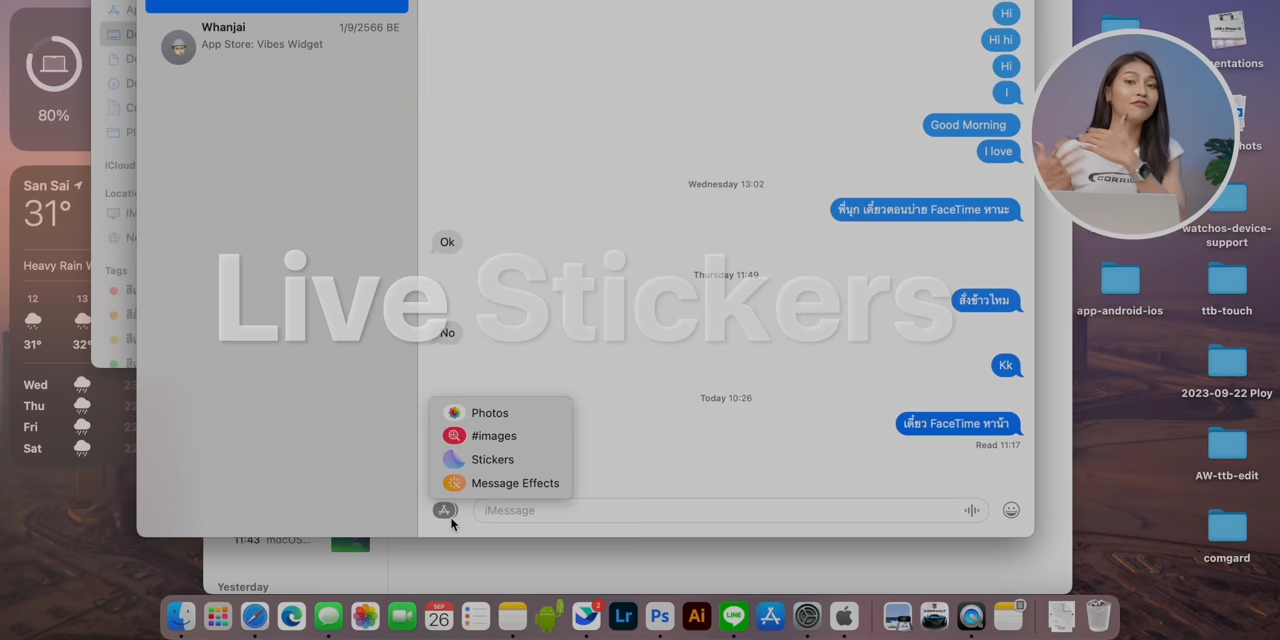 Whanjai
1/9/2566 BE
App Store: Vibes Widget
80%
San Sai
31°
Heavy Rain W
12 13
31° 32°
Wed
Thu
Fri
Sat
iCloud
Locatio
Tags
Hi
Hi hi
Hi
I
Good Morning
I love
Wednesday 13:02
พี่นุก เดี๋ยวตอนบ่าย FaceTime หานะ
Ok
Thursday 11:49
สั่งข้าวไหม
No
Live Stickers
Kk
Today 10:26
เดี๋ยว FaceTime หาน้า
Read 11:17
Photos
#images
Stickers
Message Effects
iMessage
11:43 macOS...
Yesterday
CORRI
entations
hots
watchos-device-
support
app-android-ios
ttb-touch
2023-09-22 Ploy
AW-ttb-edit
comgard
SEP
26
2
Lr
Ps
Ai
LINE